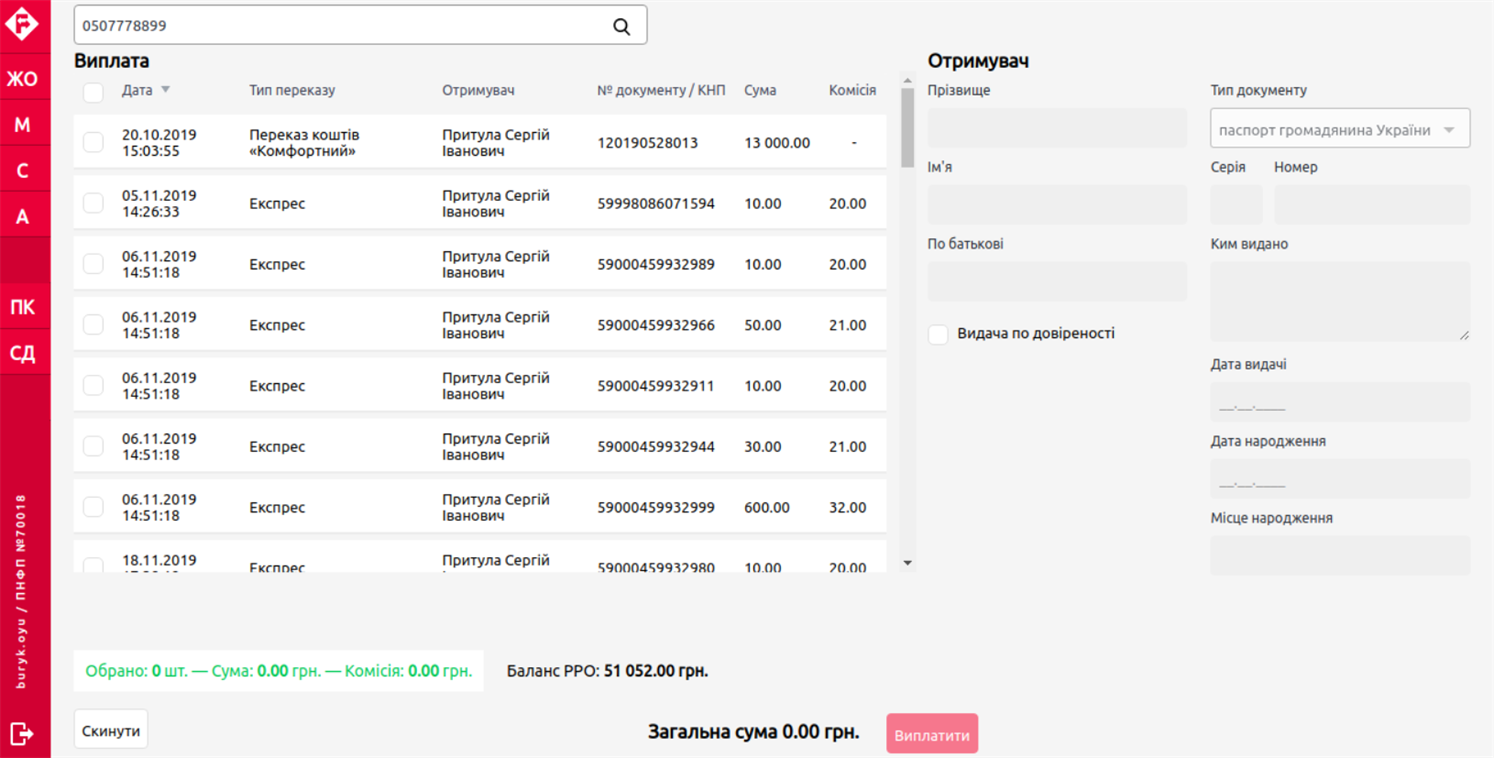 0507778899
ЖО
М
С
А
ПК
СД
buryk.oyu / ПНФП №70018
Виплата
Дата Тип переказу Отримувач № документу / КНП Сума Комісія
20.10.2019 Переказ коштів Притула Сергій
15:03:55 «Комфортний» Іванович 120190528013 13 000.00 -
05.11.2019 Притула Сергій
14:26:33 Експрес Іванович 59998086071594 10.00 20.00
06.11.2019 Притула Сергій
14:51:18 Експрес Іванович 59000459932989 10.00 20.00
06.11.2019 Притула Сергій
14:51:18 Експрес Іванович 59000459932966 50.00 21.00
06.11.2019 Притула Сергій
14:51:18 Експрес Іванович 59000459932911 10.00 20.00
06.11.2019 Притула Сергій
14:51:18 Експрес Іванович 59000459932944 30.00 21.00
06.11.2019 Притула Сергій
14:51:18 Експрес Іванович 59000459932999 600.00 32.00
18.11.2019 Притула Сергій
Експрес 59000459932980 10.00 20.00
Отримувач
Прізвище
Ім'я
По батькові
Видача по довіреності
Тип документу
паспорт громадянина України
Серія Номер
Ким видано
Дата видачі
__.__.____
Дата народження
__.__.____
Місце народження
Обрано: 0 шт. — Сума: 0.00 грн. — Комісія: 0.00 грн.
Баланс РРО: 51 052.00 грн.
Скинути
Загальна сума 0.00 грн.
Виплатити